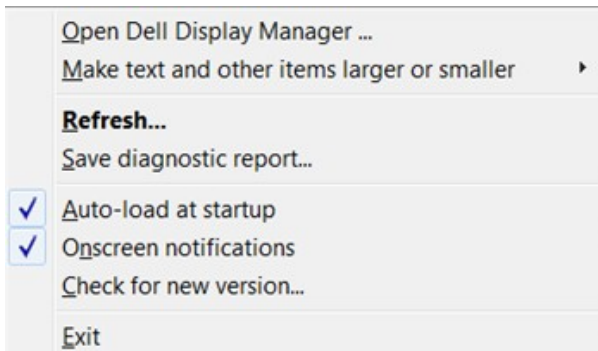 Open Dell Display Manager ...
Make text and other items larger or smaller
Refresh...
Save diagnostic report...
Auto-load at startup
Onscreen notifications
Check for new version...
Exit